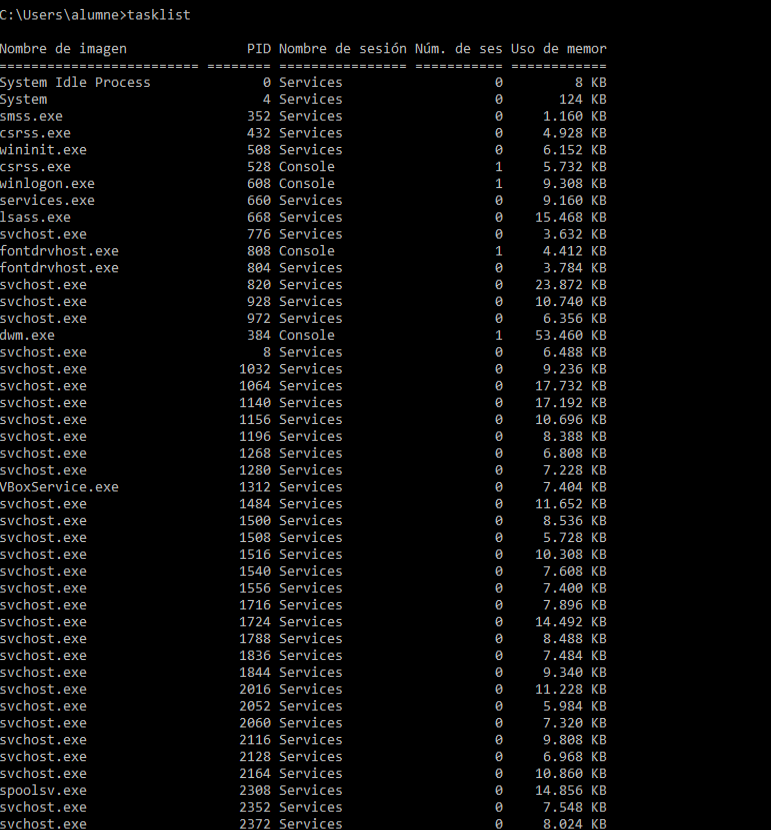 C:\Users\alumne>tasklist
Nombre de imagen                     PID Nombre de sesión Núm. de ses Uso de memor
========================= ======== ================ =========== ============
System Idle Process                    0 Services                   0         8 KB
System                                 4 Services                   0       124 KB
smss.exe                             352 Services                   0     1.160 KB
csrss.exe                            432 Services                   0     4.928 KB
wininit.exe                          508 Services                   0     6.152 KB
csrss.exe                            528 Console                    1     5.732 KB
winlogon.exe                         608 Console                    1     9.308 KB
services.exe                         660 Services                   0     9.160 KB
lsass.exe                            668 Services                   0    15.468 KB
svchost.exe                          776 Services                   0     3.632 KB
fontdrvhost.exe                      808 Console                    1     4.412 KB
fontdrvhost.exe                      804 Services                   0     3.784 KB
svchost.exe                          820 Services                   0    23.872 KB
svchost.exe                          928 Services                   0    10.740 KB
svchost.exe                          972 Services                   0     6.356 KB
dwm.exe                              384 Console                    1    53.460 KB
svchost.exe                            8 Services                   0     6.488 KB
svchost.exe                         1032 Services                   0     9.236 KB
svchost.exe                         1064 Services                   0    17.732 KB
svchost.exe                         1140 Services                   0    17.192 KB
svchost.exe                         1156 Services                   0    10.696 KB
svchost.exe                         1196 Services                   0     8.388 KB
svchost.exe                         1268 Services                   0     6.808 KB
svchost.exe                         1280 Services                   0     7.228 KB
VBoxService.exe                     1312 Services                   0     7.404 KB
svchost.exe                         1484 Services                   0    11.652 KB
svchost.exe                         1500 Services                   0     8.536 KB
svchost.exe                         1508 Services                   0     5.728 KB
svchost.exe                         1516 Services                   0    10.308 KB
svchost.exe                         1540 Services                   0     7.608 KB
svchost.exe                         1556 Services                   0     7.400 KB
svchost.exe                         1716 Services                   0     7.896 KB
svchost.exe                         1724 Services                   0    14.492 KB
svchost.exe                         1788 Services                   0     8.488 KB
svchost.exe                         1836 Services                   0     7.484 KB
svchost.exe                         1844 Services                   0     9.340 KB
svchost.exe                         2016 Services                   0    11.228 KB
svchost.exe                         2052 Services                   0     5.984 KB
svchost.exe                         2060 Services                   0     7.320 KB
svchost.exe                         2116 Services                   0     9.808 KB
svchost.exe                         2128 Services                   0     6.968 KB
svchost.exe                         2164 Services                   0    10.860 KB
spoolsv.exe                         2308 Services                   0    14.856 KB
svchost.exe                         2352 Services                   0     7.548 KB
svchost.exe                         2372 Services                   0     8.024 KB